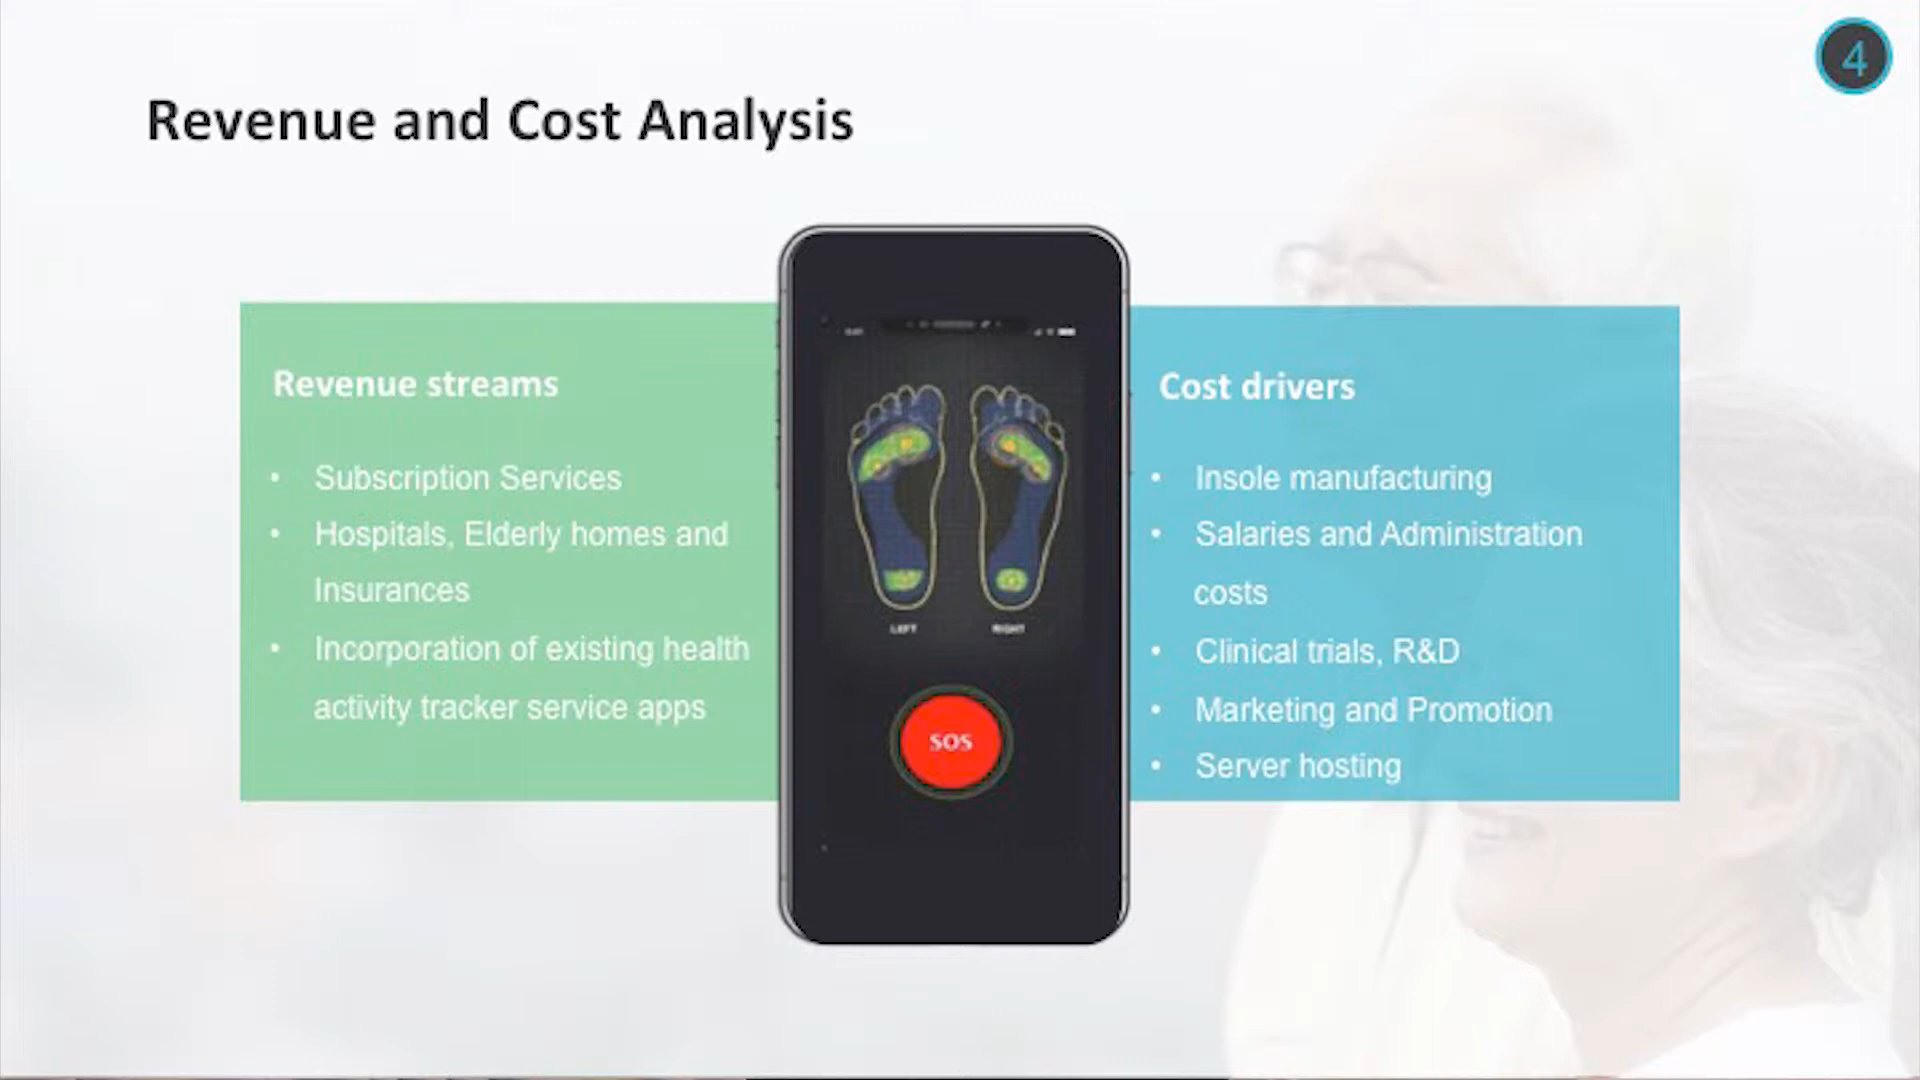 4
Revenue and Cost Analysis
Revenue streams
• Subscription Services
• Hospitals, Elderly homes and
Insurances
• Incorporation of existing health
activity tracker service apps
LEFT
RIGHT
SOS
Cost drivers
• Insole manufacturing
• Salaries and Administration
costs
• Clinical trials, R&D
• Marketing and Promotion
• Server hosting